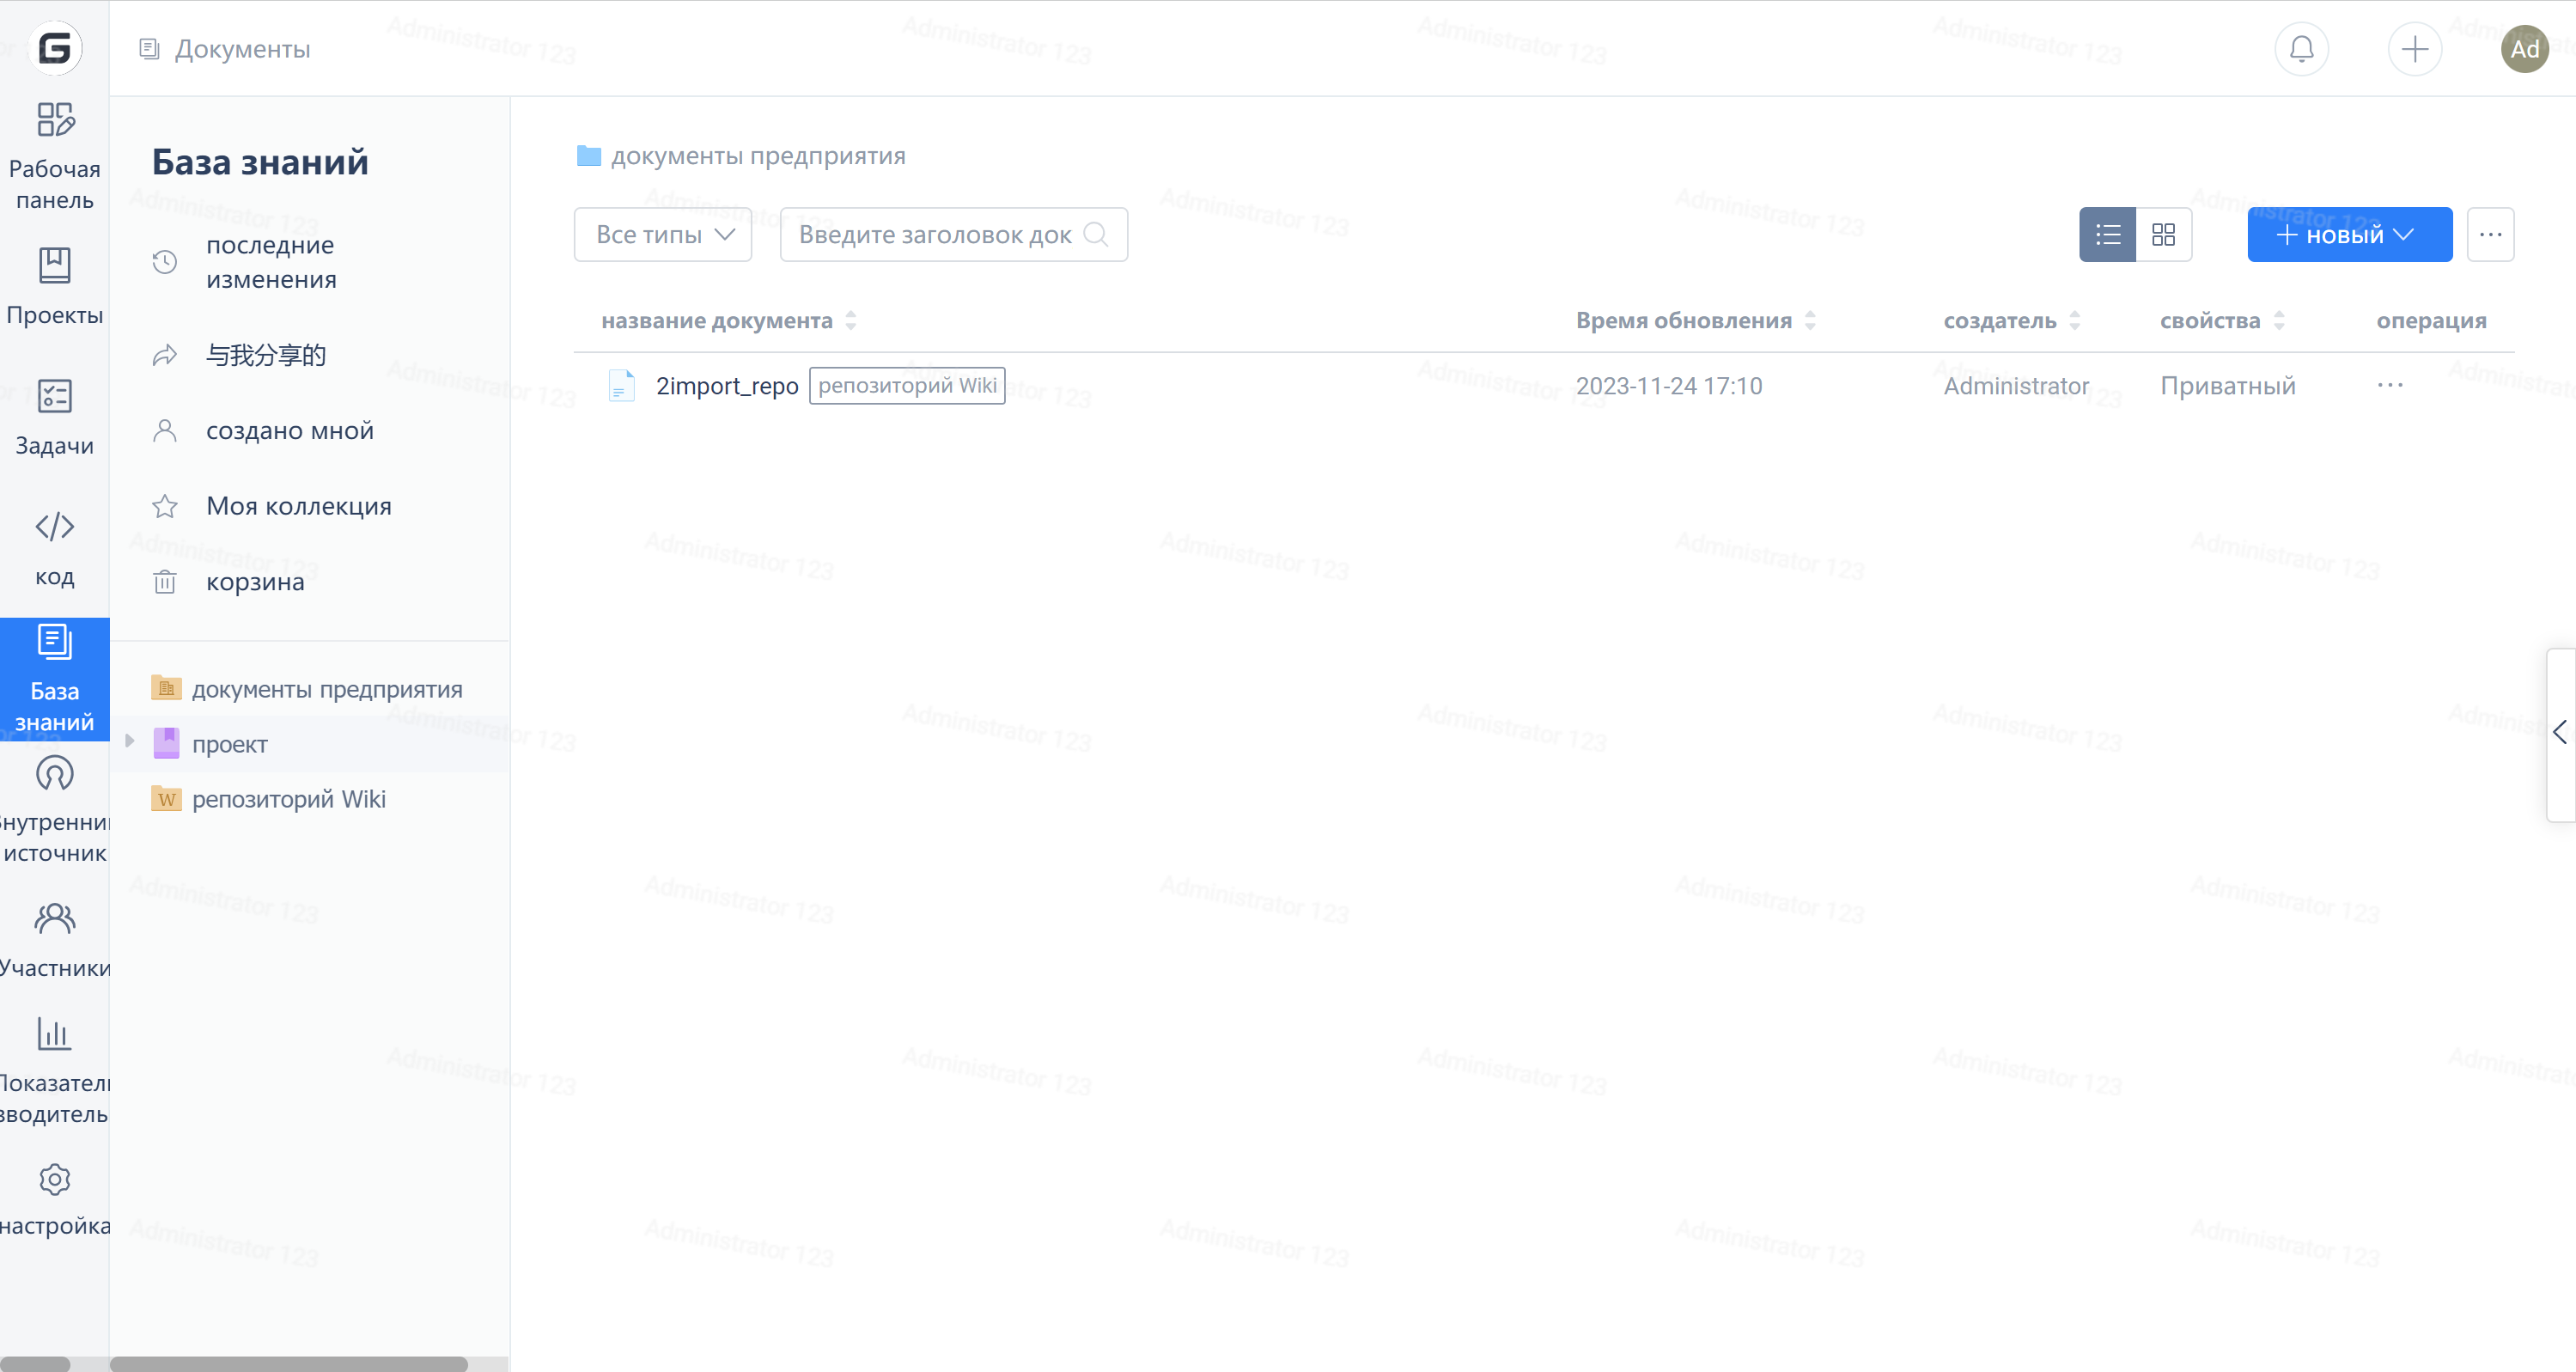 Документы
Ad
Рабочая
панель
Проекты
Задачи
код
База
знаний
источник
Участники
настройка
База знаний
последние
изменения
与我分享的
создано мной
Моя коллекция
корзина
документы предприятия
проект
репозиторий Wiki
документы предприятия
Все типы
Введите заголовок док
новый
название документа
Время обновления
создатель
свойства
операция
2import_repo
репозиторий Wiki
2023-11-24 17:10
Administrator
Приватный
Administrator 123